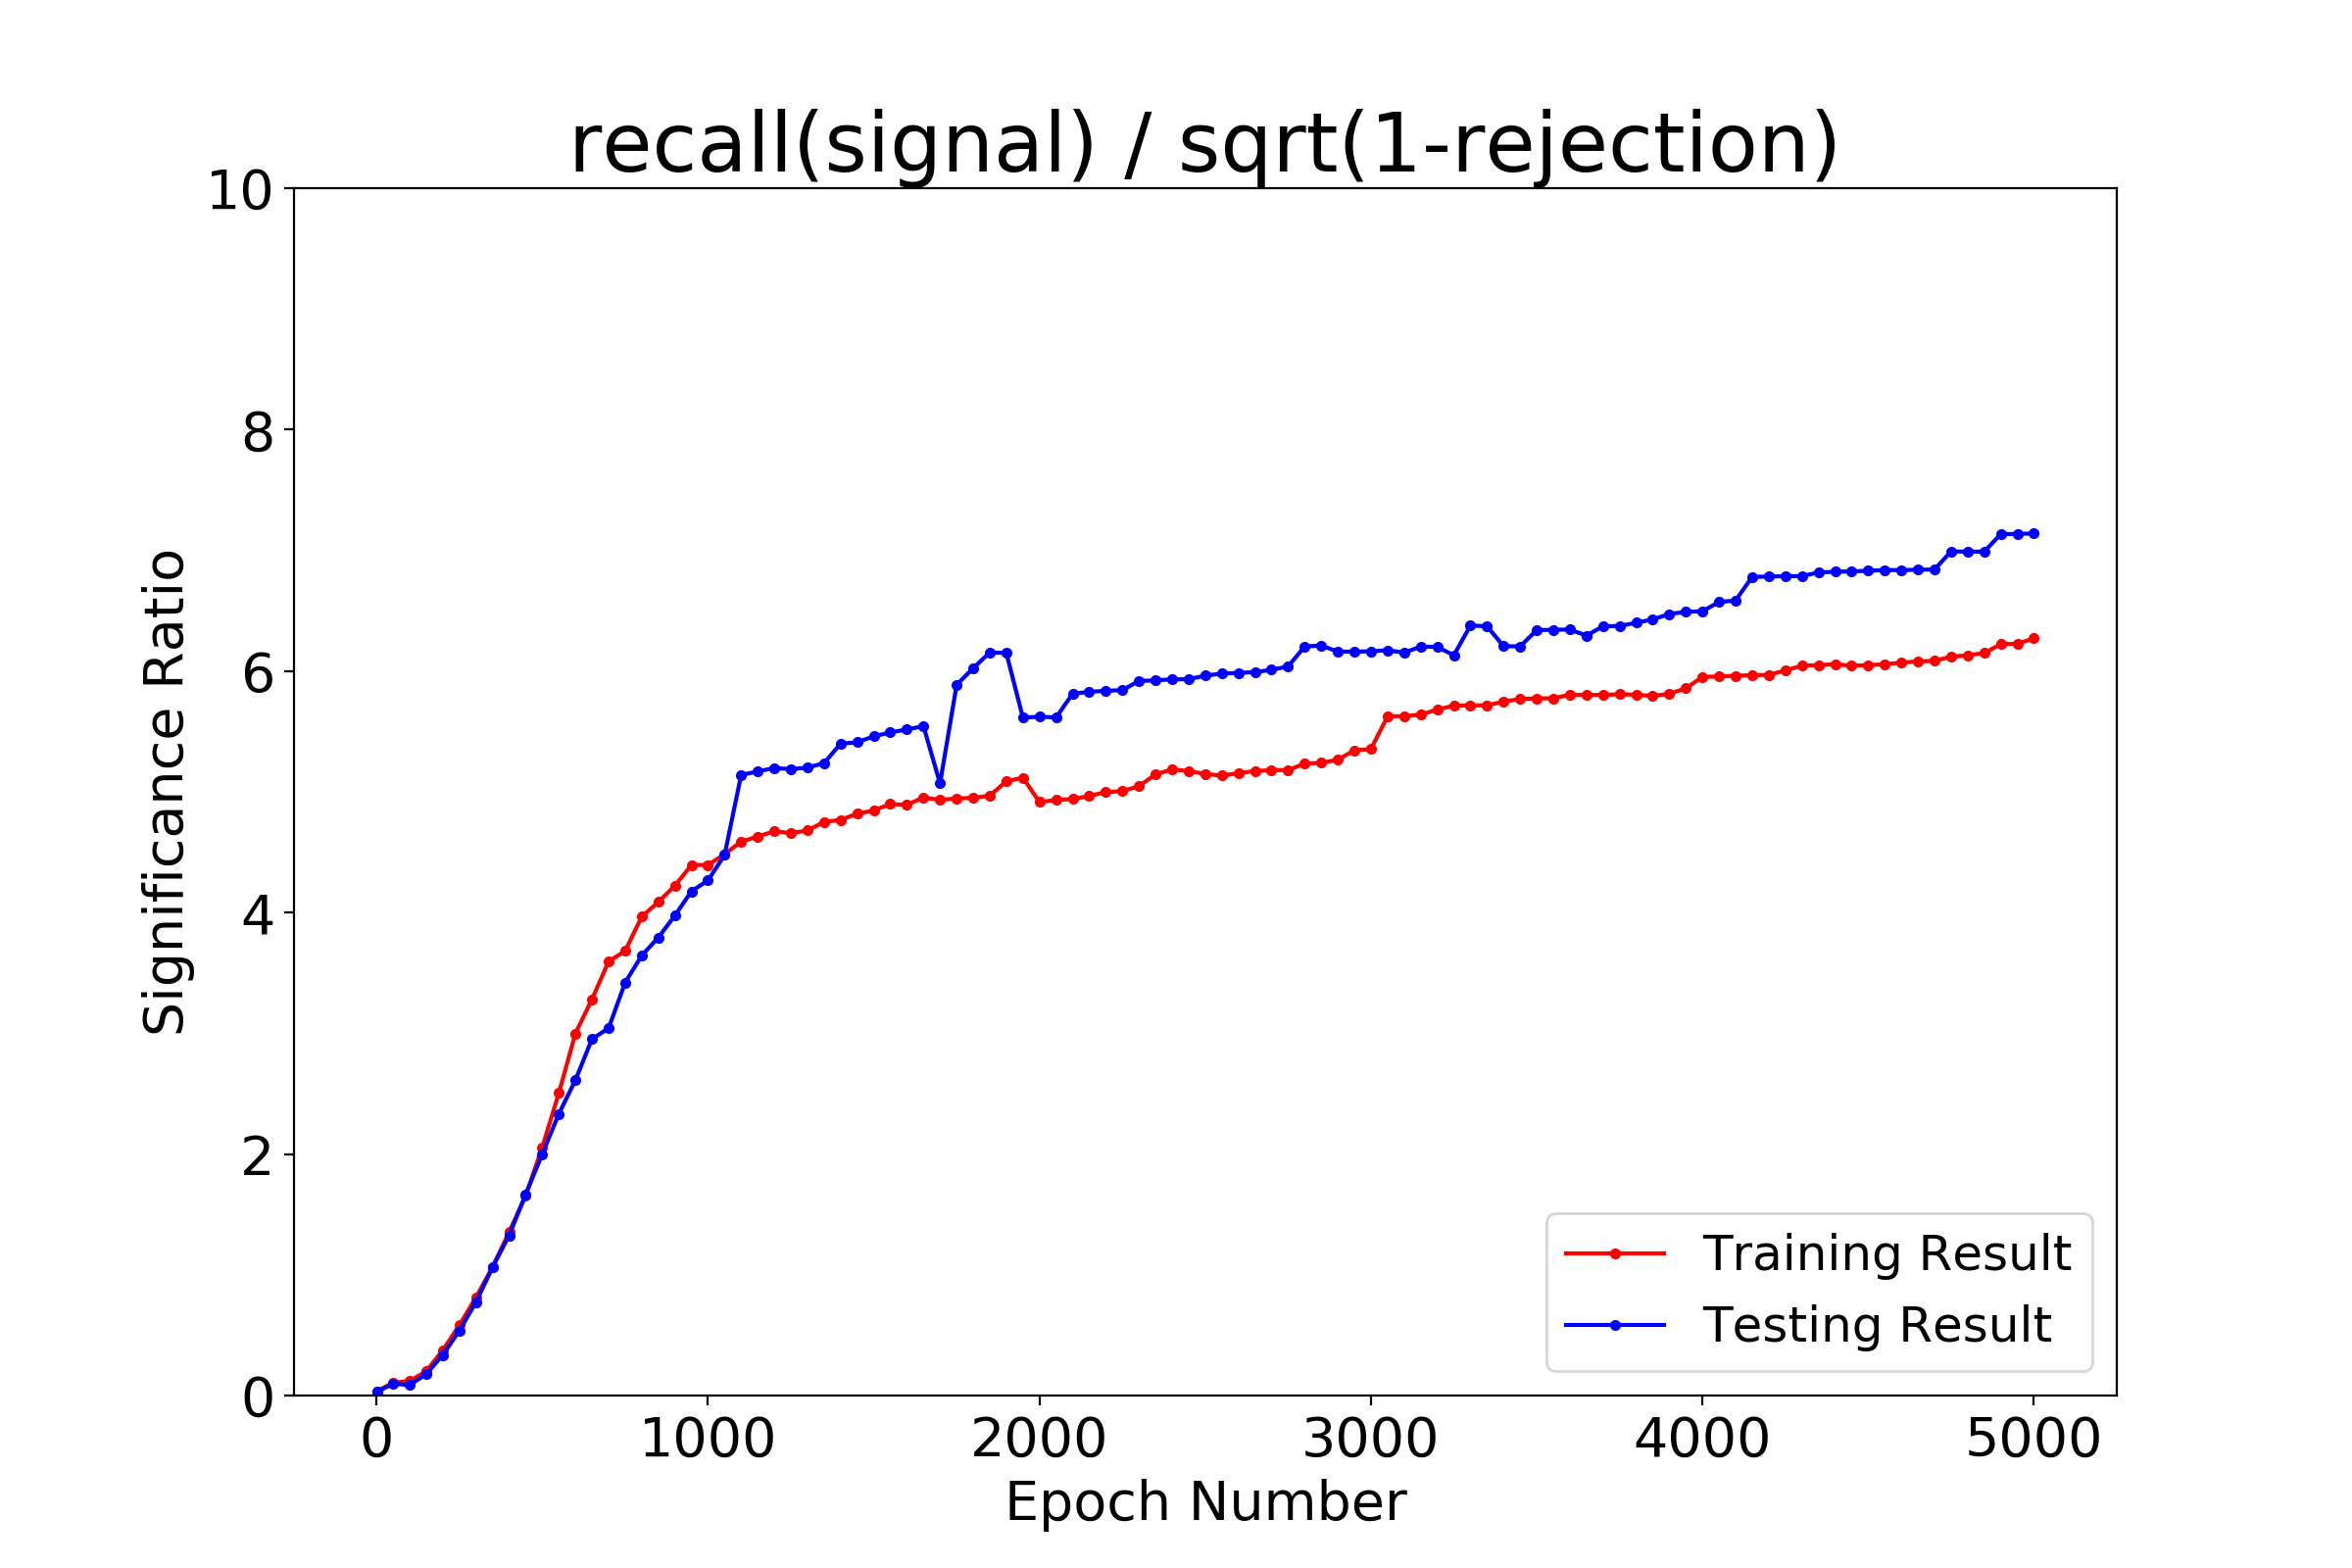 recall(signal) / sqrt(1-rejection)
10
8
6
4
2
0
Significance Ratio
0 1000 2000 3000 4000 5000
Epoch Number
Training Result
Testing Result